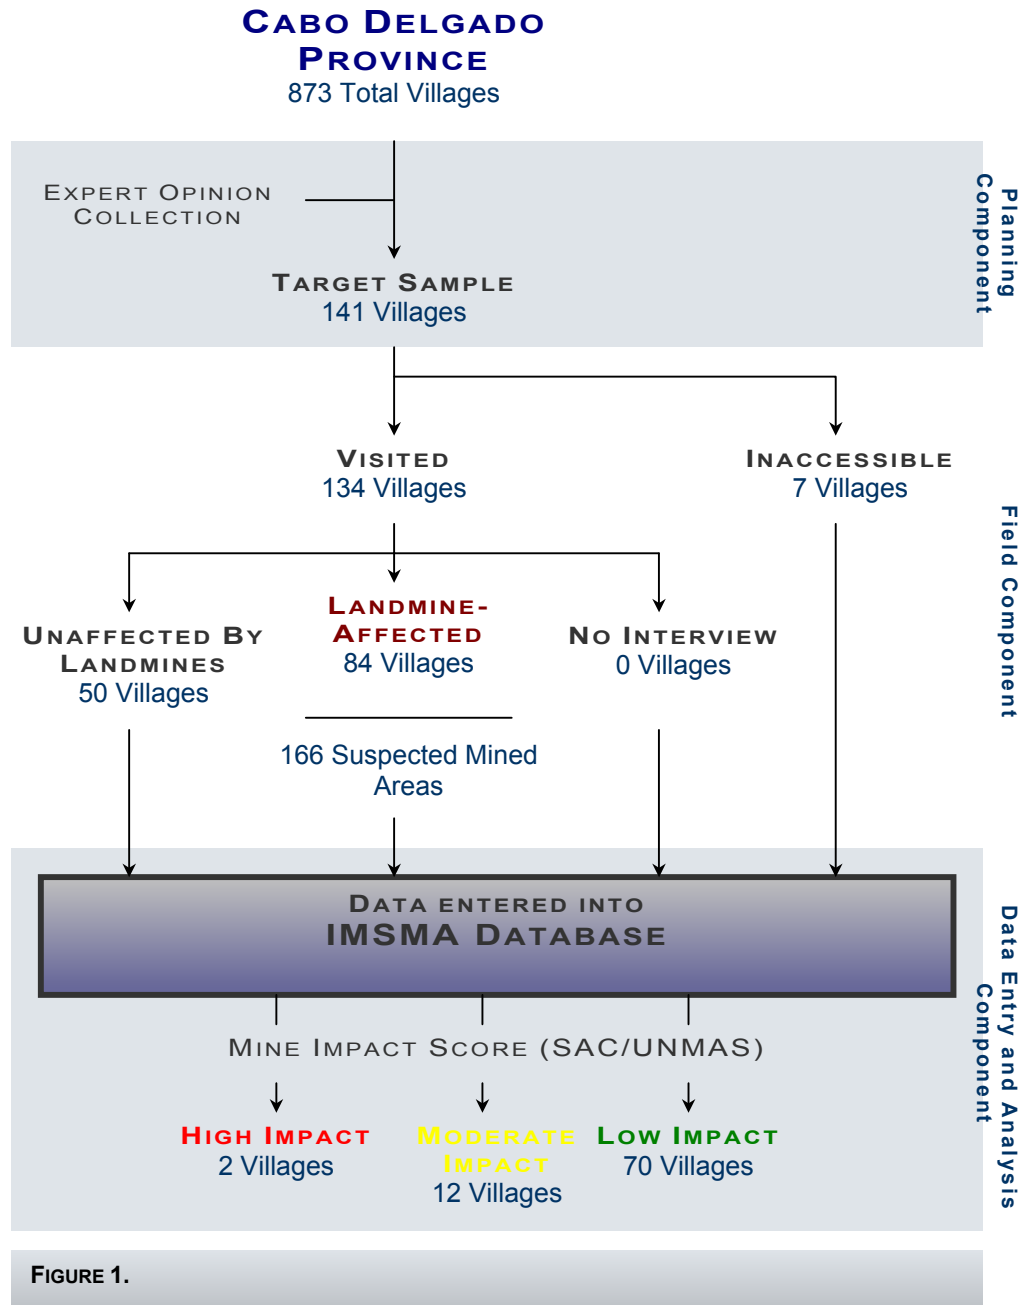 CABO DELGADO
PROVINCE
873 Total Villages
EXPERT OPINION
COLLECTION
TARGET SAMPLE
141 Villages
Planning
Component
VISITED
134 Villages
INACCESSIBLE
7 Villages
UNAFFECTED BY
LANDMINES
50 Villages
LANDMINE-
AFFECTED
84 Villages
166 Suspected Mined
Areas
NO INTERVIEW
0 Villages
Field Component
DATA ENTERED INTO
IMSMA DATABASE
MINE IMPACT SCORE (SAC/UNMAS)
HIGH IMPACT
2 Villages
MODERATE
IMPACT
12 Villages
LOW IMPACT
70 Villages
Data Entry and Analysis
Component
FIGURE 1.